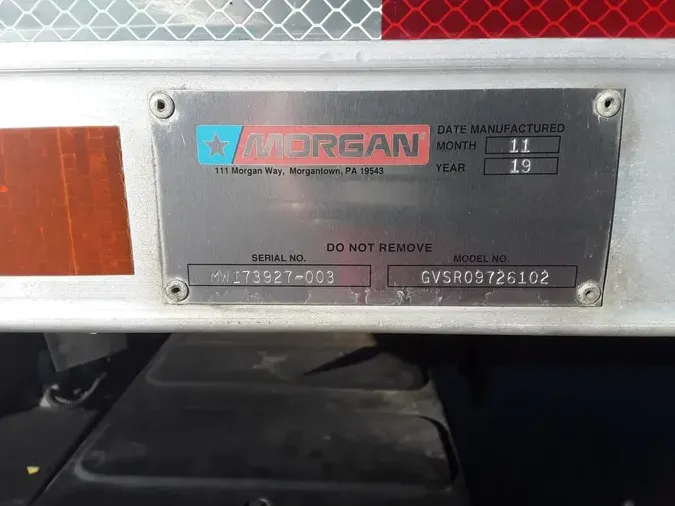 MORGAN®
111 Morgan Way, Morgantown, PA 19543
DATE MANUFACTURED
MONTH 11
YEAR 19
DO NOT REMOVE
SERIAL NO. MODEL NO.
MW173927-003 GVSR09726102